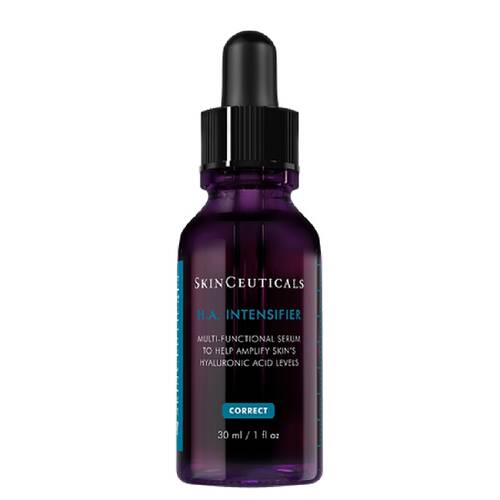 SKINCEUTICALS
H.A. INTENSIFIER
MULTI-FUNCTIONAL SERUM
TO HELP AMPLIFY SKIN'S
HYALURONIC ACID LEVELS
CORRECT
30 ml / 1 fl oz